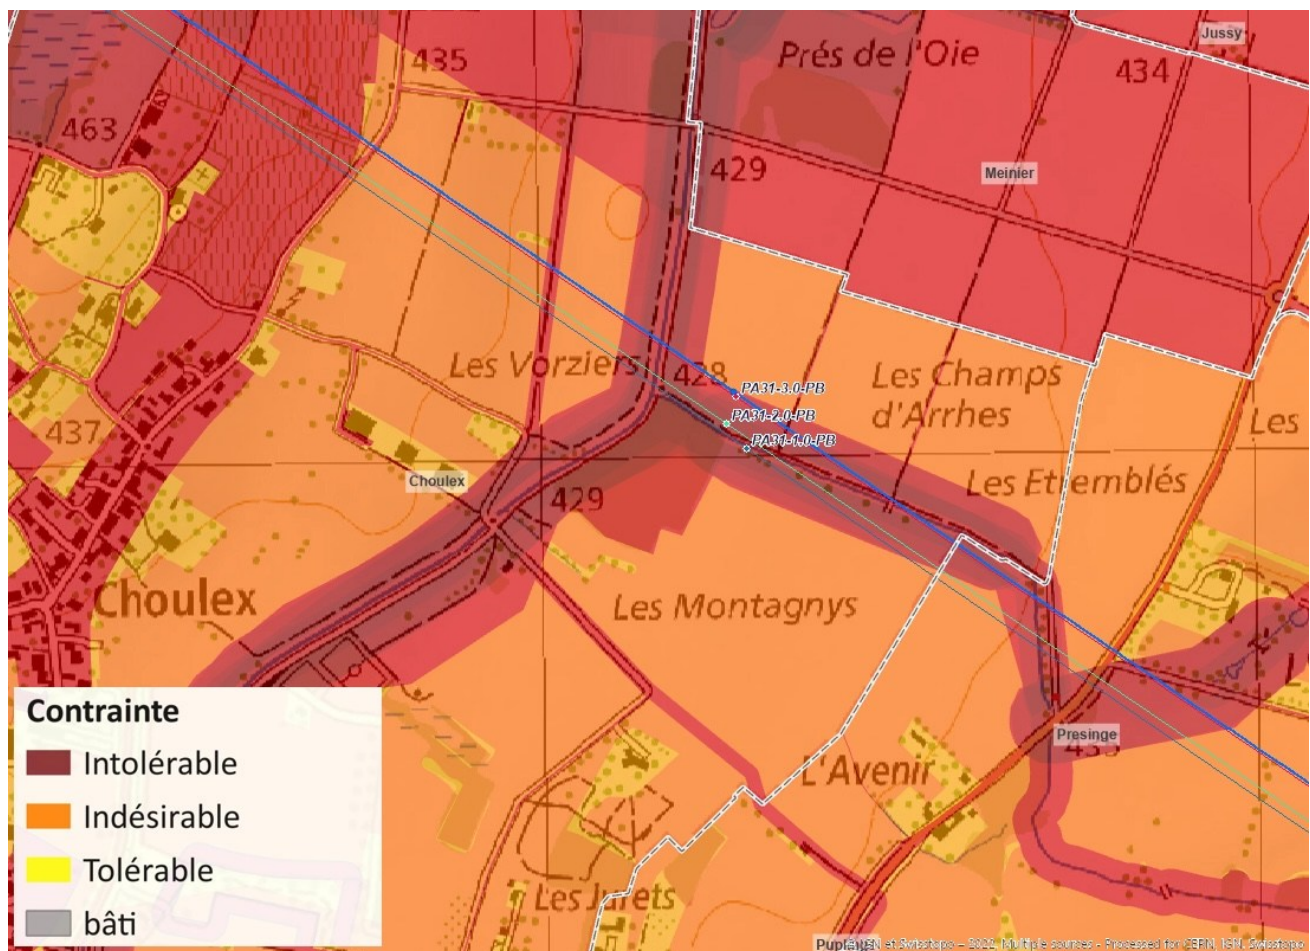 Jussy
Prés de l'Oie
435
434
463
429
Meinier
Les Vorziers
428
Les Champs
d'Arrhes
PA31-3.0-PB
PA31-2.0-PB
PA31-1.0-PB
Les
437
Choulex
Les Etremblés
429
Choulex
Les Montagnys
Presinge
L'Avenir
Les Jurets
Contrainte
Intolérable
Indésirable
Tolérable
bâti